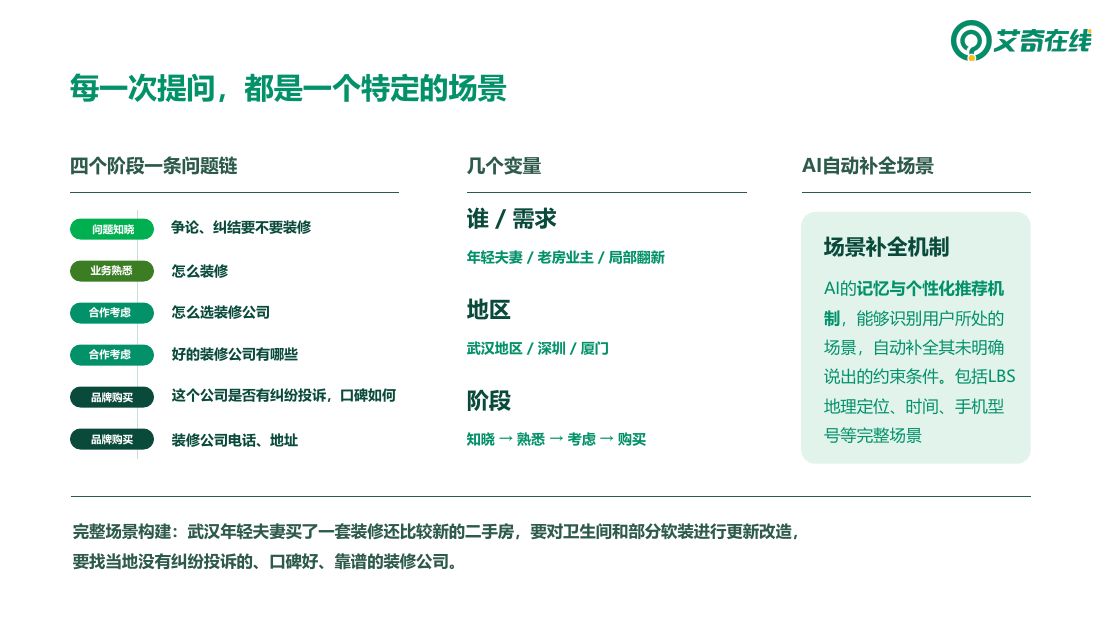 艾奇在线
每一次提问，都是一个特定的场景
四个阶段一条问题链
问题知晓 争论、纠结要不要装修
业务熟悉 怎么装修
合作考虑 怎么选装修公司
合作考虑 好的装修公司有哪些
品牌购买 这个公司是否有纠纷投诉，口碑如何
品牌购买 装修公司电话、地址
几个变量
谁 / 需求
年轻夫妻 / 老房业主 / 局部翻新
地区
武汉地区 / 深圳 / 厦门
阶段
知晓 → 熟悉 → 考虑 → 购买
AI自动补全场景
场景补全机制
AI的记忆与个性化推荐机
制，能够识别用户所处的
场景，自动补全其未明确
说出的约束条件。包括LBS
地理定位、时间、手机型
号等完整场景
完整场景构建：武汉年轻夫妻买了一套装修还比较新的二手房，要对卫生间和部分软装进行更新改造，
要找当地没有纠纷投诉的、口碑好、靠谱的装修公司。